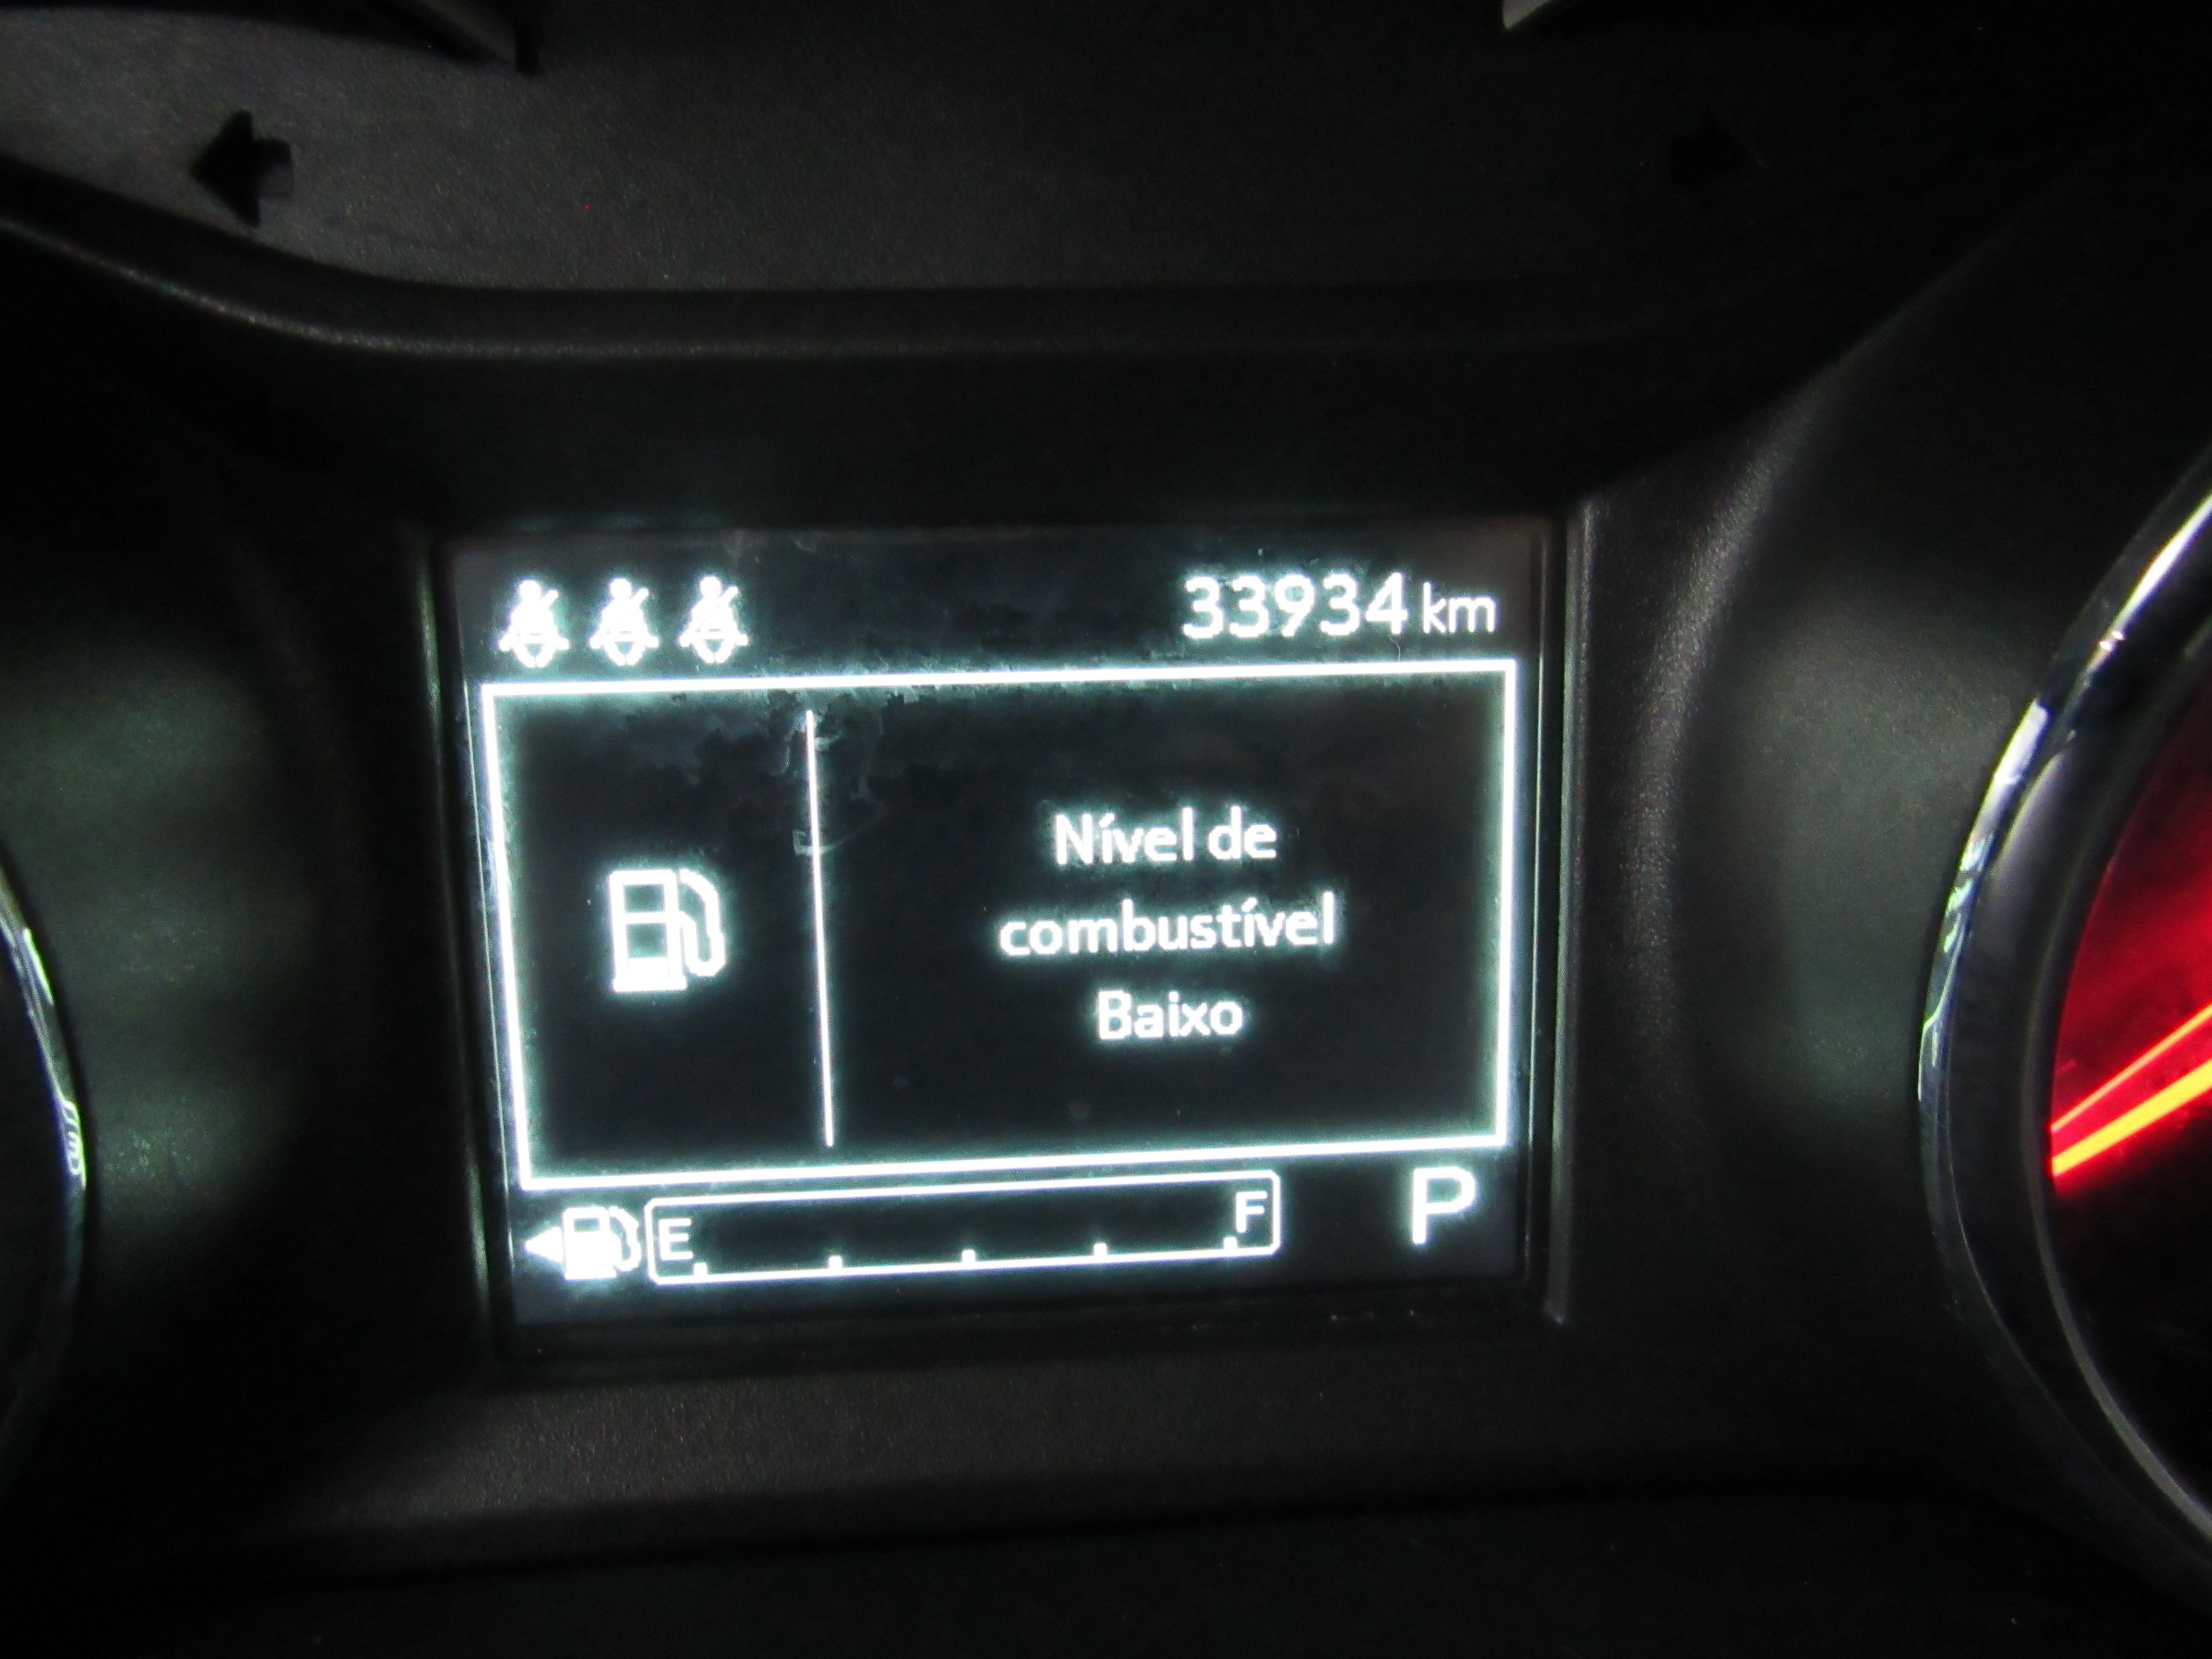 33934 km
Nível de
combustível
Baixo
E F P